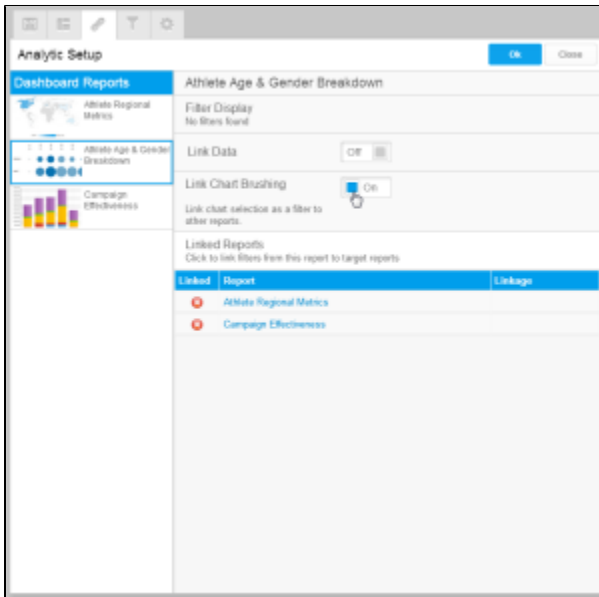 Analytic Setup
Ok
Close
Dashboard Reports
Athlete Regional
Metrics
Athlete Age & Gender
Breakdown
Campaign
Effectiveness
Athlete Age & Gender Breakdown
Filter Display
No filters found
Link Data
Off
Link Chart Brushing
On
Link chart selection as a filter to
other reports.
Linked Reports
Click to link filters from this report to target reports
Linked Report Linkage
Athlete Regional Metrics
Campaign Effectiveness